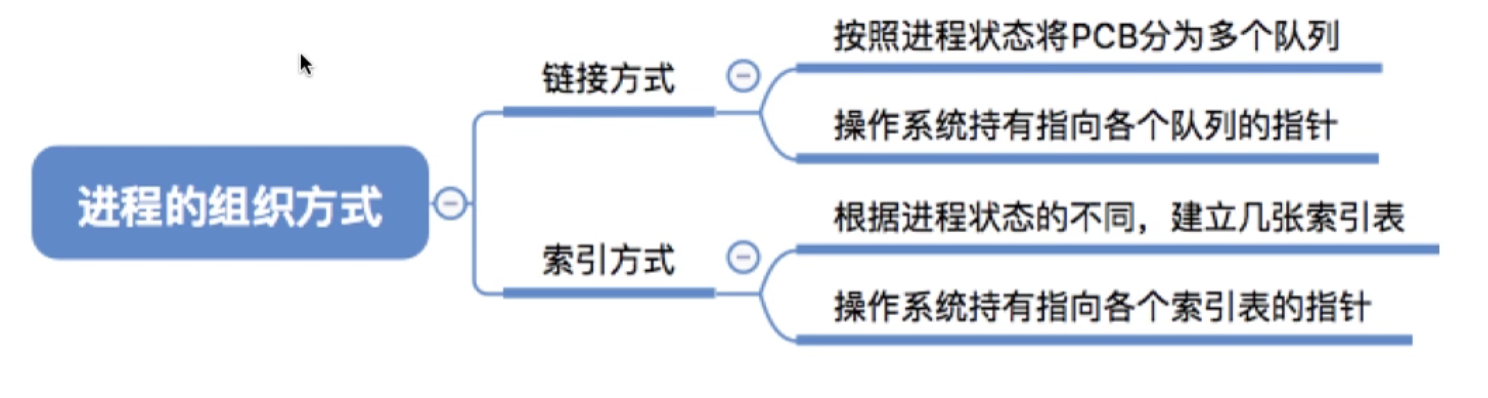 进程的组织方式
链接方式
按照进程状态将PCB分为多个队列
操作系统持有指向各个队列的指针
索引方式
根据进程状态的不同，建立几张索引表
操作系统持有指向各个索引表的指针